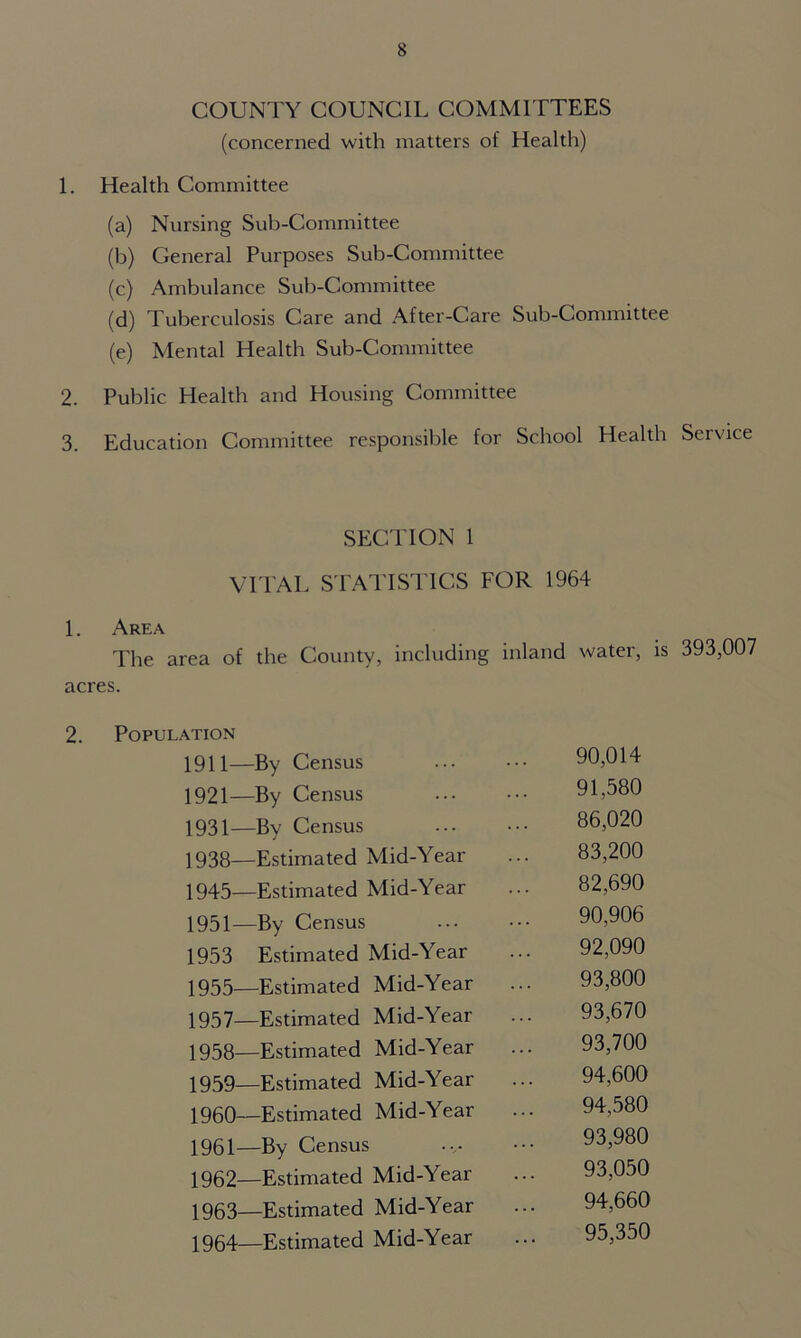 8
COUNTY COUNCIL COMMITTEES
(concerned with matters of Health)
1. Health Committee
(a) Nursing Sub-Committee
(b) General Purposes Sub-Committee
(c) Ambulance Sub-Committee
(d) Tuberculosis Care and After-Care Sub-Committee
(e) Mental Health Sub-Committee
2. Public Health and Housing Committee
3. Education Committee responsible for School Health Service
SECTION 1
VITAL STATISTICS FOR 1964
1. AREA
The area of the County, including inland water, is 393,007
acres.
2. POPULATION
1911—By Census ... ... 90,014
1921—By Census ... ... 91,580
1931—By Census ... ... 86,020
1938—Estimated Mid-Year ... 83,200
1945—Estimated Mid-Year ... 82,690
1951—By Census ... ... 90,906
1953 Estimated Mid-Year ... 92,090
1955—Estimated Mid-Year ... 93,800
1957—Estimated Mid-Year ... 93,670
1958—Estimated Mid-Year ... 93,700
1959—Estimated Mid-Year ... 94,600
1960—Estimated Mid-Year ... 94,580
1961—By Census ... ... 93,980
1962—Estimated Mid-Year ... 93,050
1963—Estimated Mid-Year ... 94,660
1964—Estimated Mid-Year ... 95,350